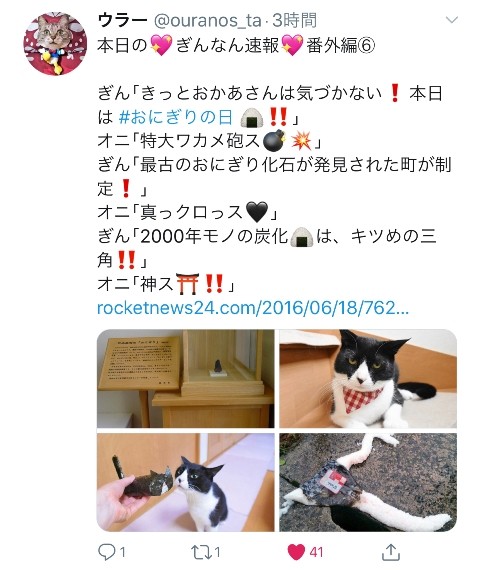 ウラー @ouranos_ta・3時間
本日の💖ぎんなん速報💖番外編⑥
ぎん｢きっとおかあさんは気づかない❗本日
は #おにぎりの日 🍙‼️｣
オニ｢特大ワカメ砲ス💣💥｣
ぎん｢最古のおにぎり化石が発見された町が制
定❗｣
オニ｢真っクロっス🖤｣
ぎん｢2000年モノの炭化🍙は、キツめの三
角‼️｣
オニ｢神ス⛩‼️｣
rocketnews24.com/2016/06/18/762...
1
1
41